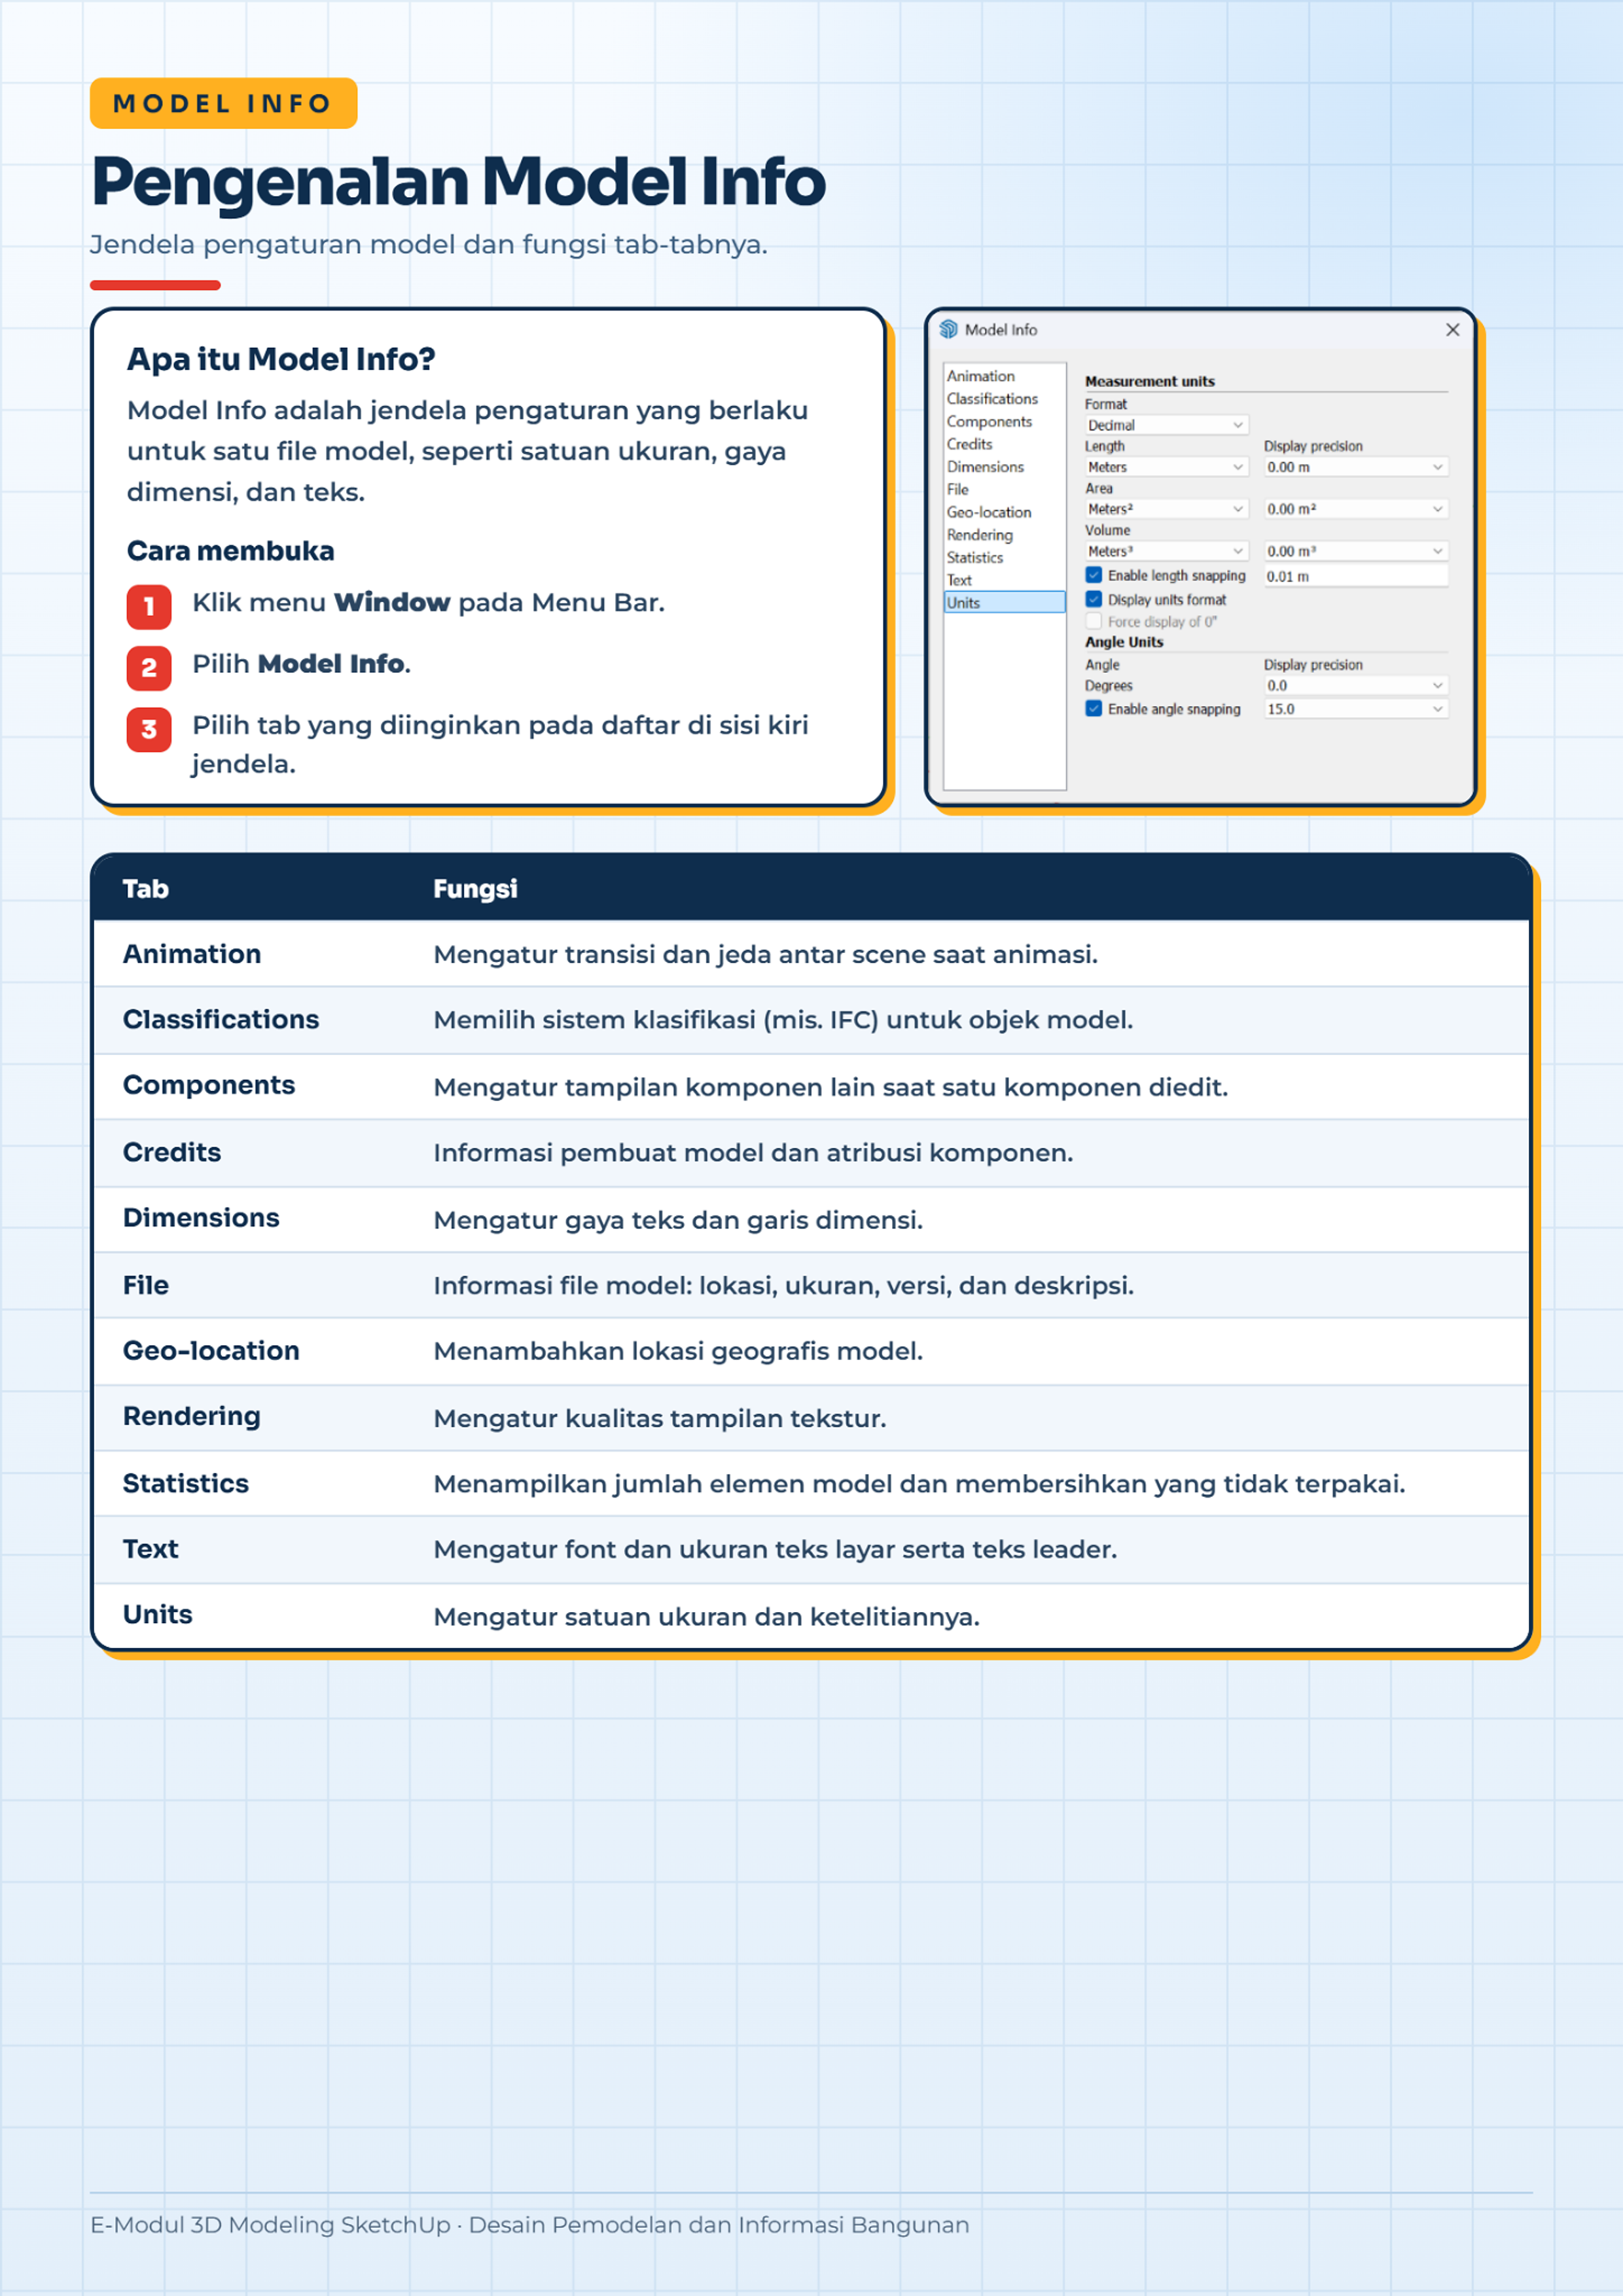 MODEL INFO
Pengenalan Model Info
Jendela pengaturan model dan fungsi tab-tabnya.
Apa itu Model Info?
Model Info adalah jendela pengaturan yang berlaku
untuk satu file model, seperti satuan ukuran, gaya
dimensi, dan teks.
Cara membuka
1 Klik menu Window pada Menu Bar.
2 Pilih Model Info.
3 Pilih tab yang diinginkan pada daftar di sisi kiri
jendela.
Model Info
Animation
Classifications
Components
Credits
Dimensions
File
Geo-location
Rendering
Statistics
Text
Units
Measurement units
Format
Decimal
Length Display precision
Meters 0.00 m
Area
Meters² 0.00 m²
Volume
Meters³ 0.00 m³
Enable length snapping 0.01 m
Display units format
Force display of 0"
Angle Units
Angle Display precision
Degrees 0.0
Enable angle snapping 15.0
Tab Fungsi
Animation Mengatur transisi dan jeda antar scene saat animasi.
Classifications Memilih sistem klasifikasi (mis. IFC) untuk objek model.
Components Mengatur tampilan komponen lain saat satu komponen diedit.
Credits Informasi pembuat model dan atribusi komponen.
Dimensions Mengatur gaya teks dan garis dimensi.
File Informasi file model: lokasi, ukuran, versi, dan deskripsi.
Geo-location Menambahkan lokasi geografis model.
Rendering Mengatur kualitas tampilan tekstur.
Statistics Menampilkan jumlah elemen model dan membersihkan yang tidak terpakai.
Text Mengatur font dan ukuran teks layar serta teks leader.
Units Mengatur satuan ukuran dan ketelitiannya.
E-Modul 3D Modeling SketchUp · Desain Pemodelan dan Informasi Bangunan